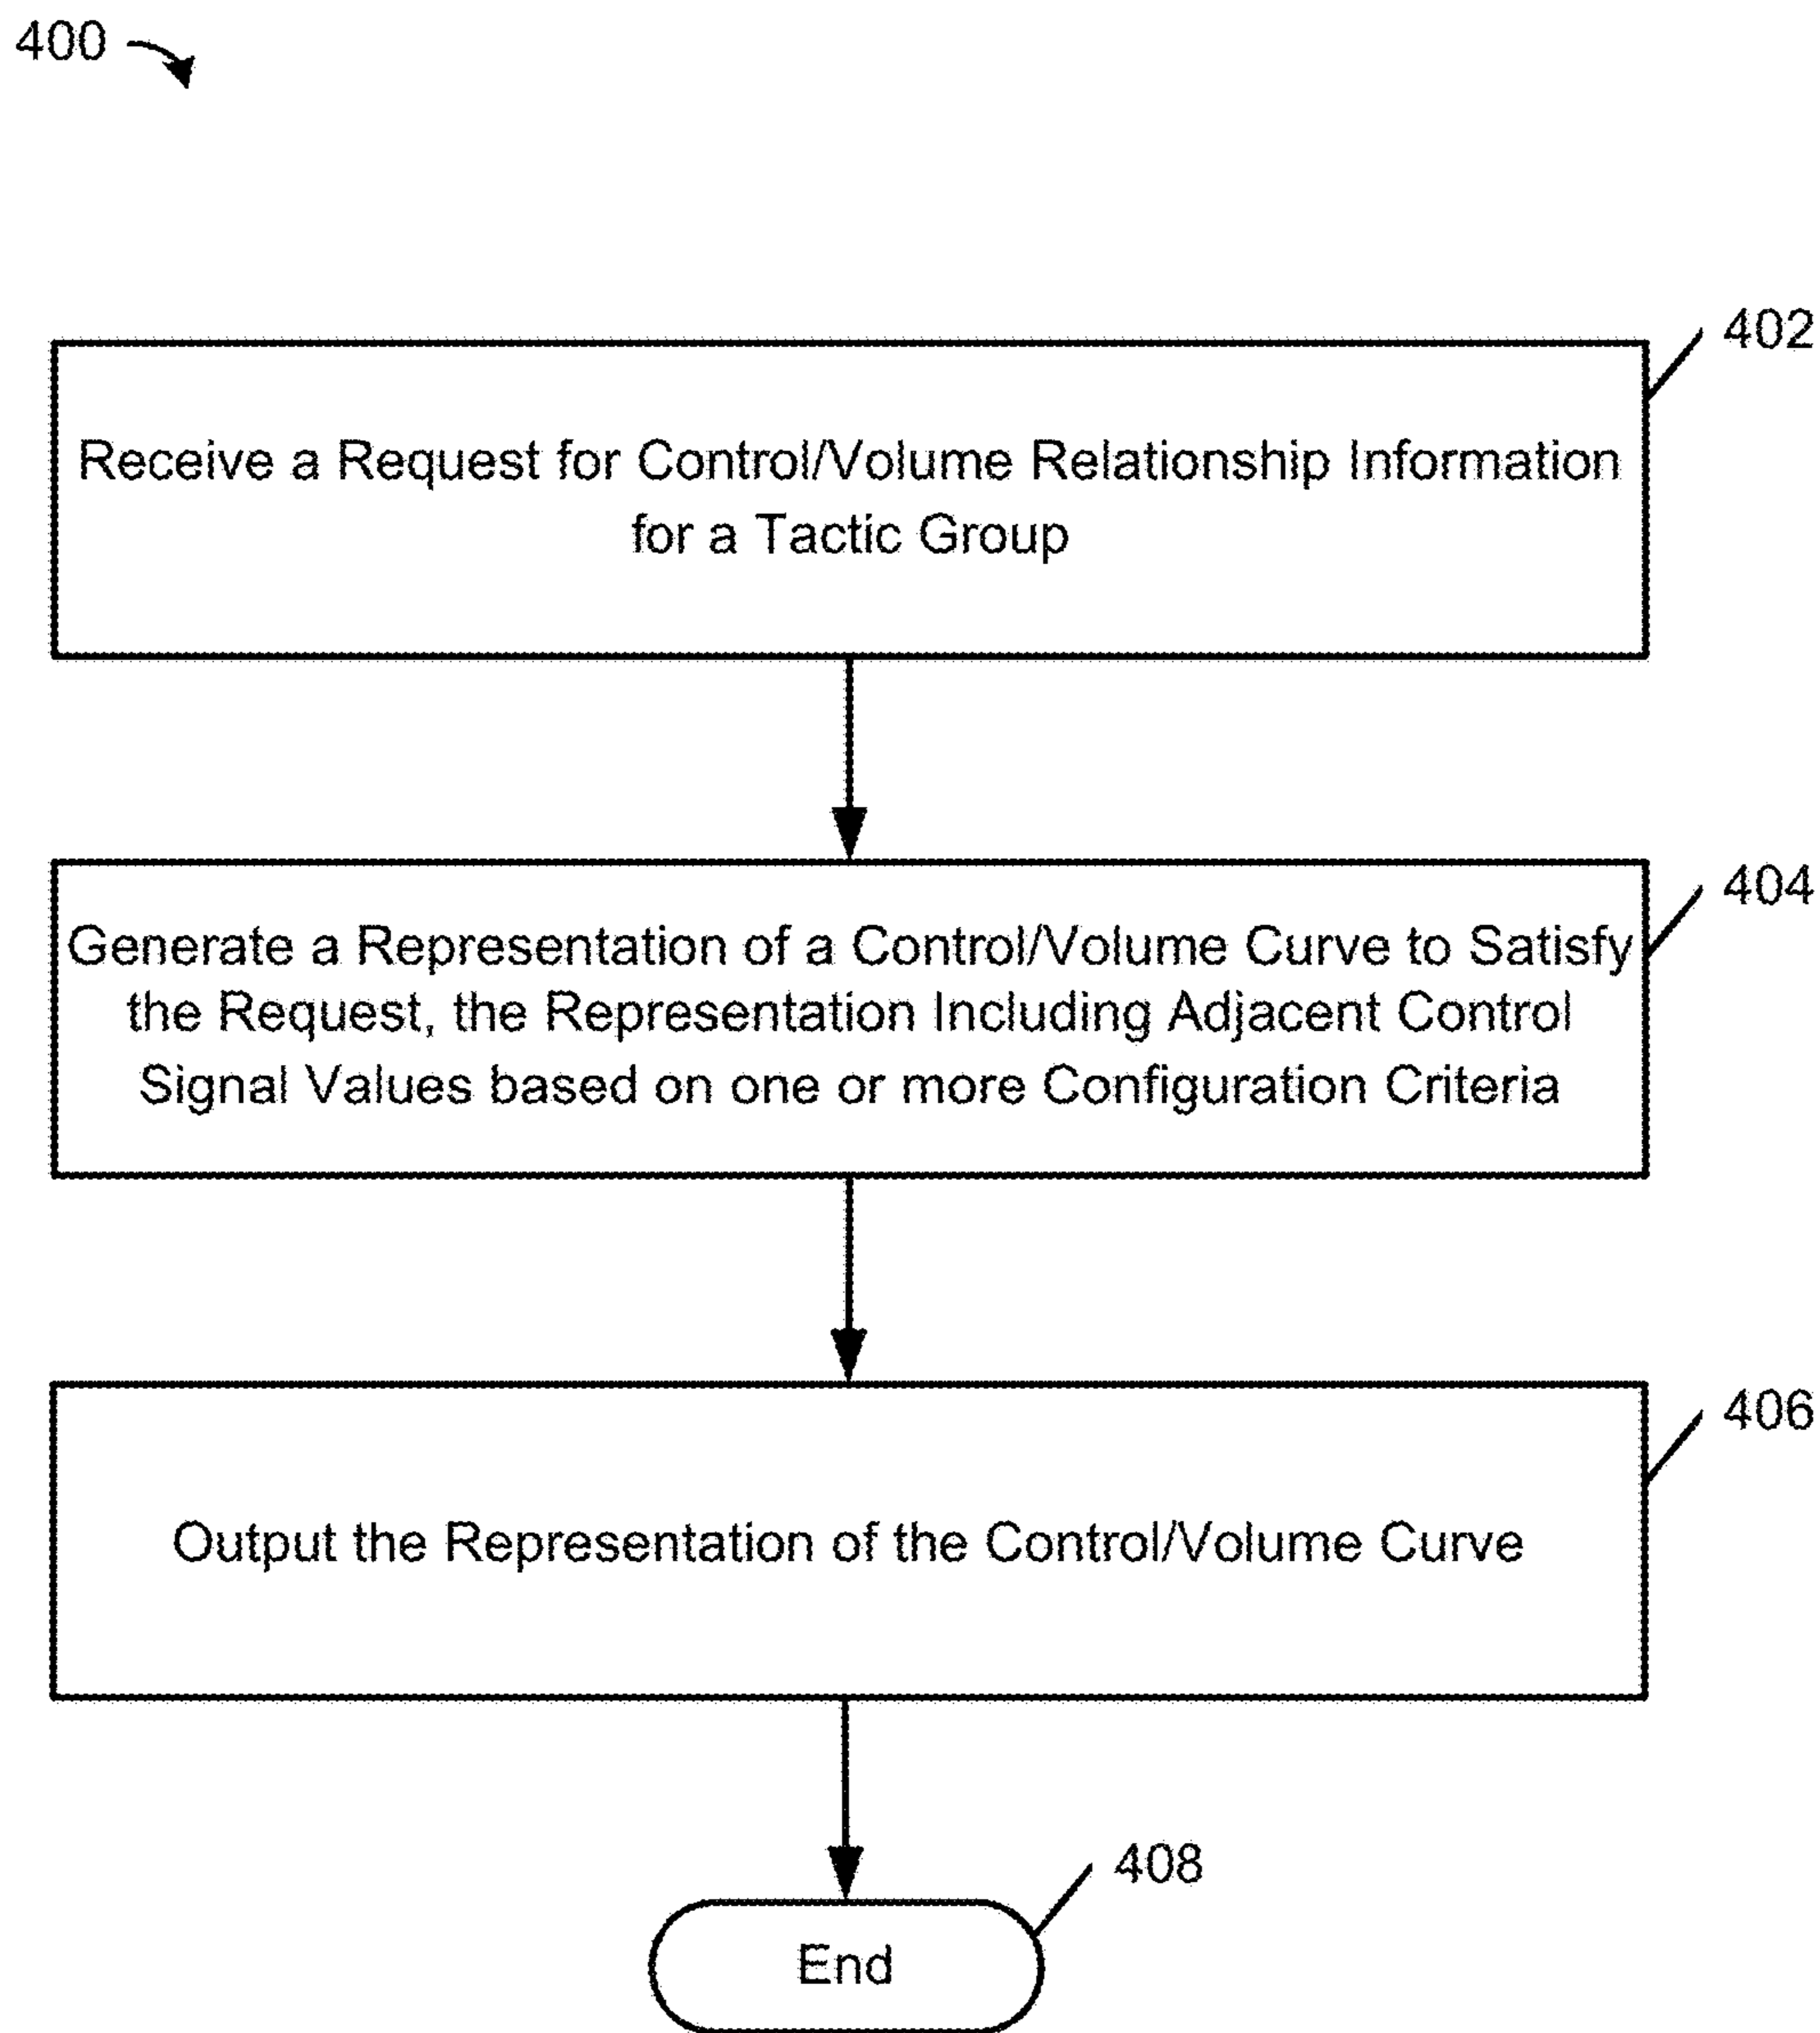 400
402
Receive a Request for Control/Volume Relationship Information
for a Tactic Group
404
Generate a Representation of a Control/Volume Curve to Satisfy
the Request, the Representation Including Adjacent Control
Signal Values based on one or more Configuration Criteria
406
Output the Representation of the Control/Volume Curve
408
End